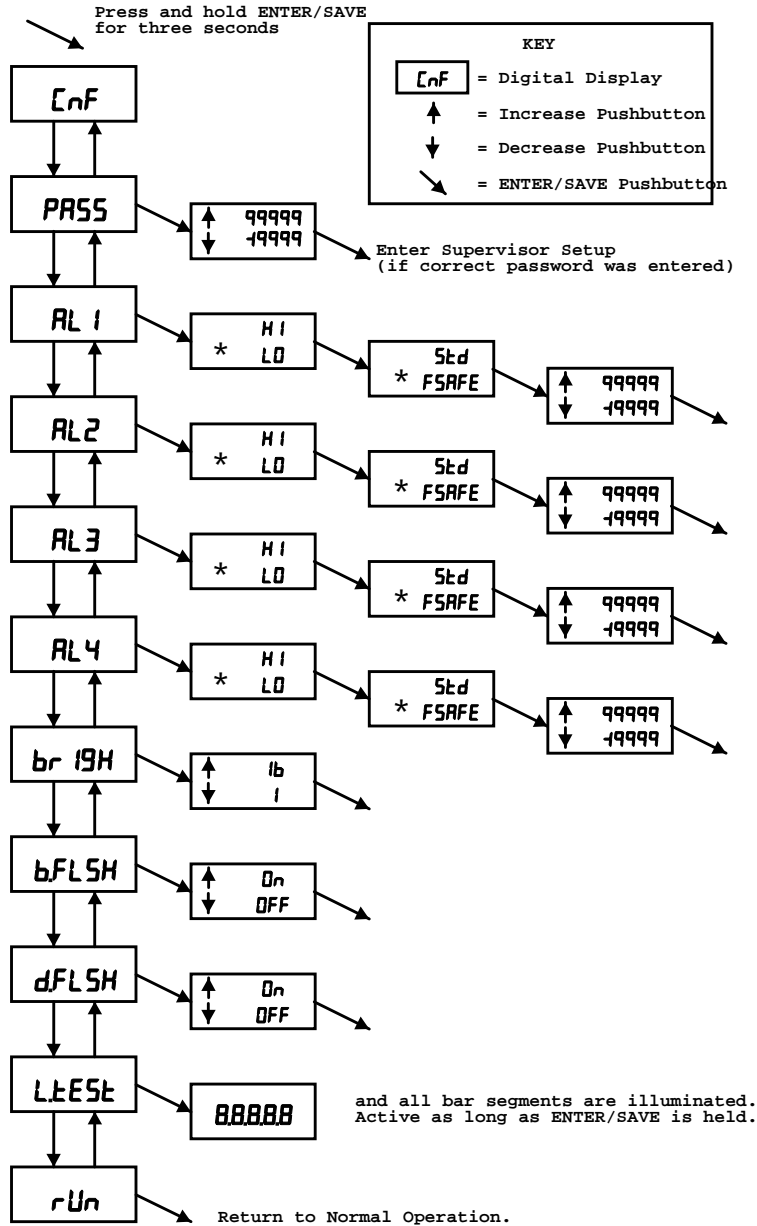 Press and hold ENTER/SAVE
for three seconds
KEY
CnF = Digital Display
= Increase Pushbutton
= Decrease Pushbutton
= ENTER/SAVE Pushbutton
CnF
PASS
99999
-19999
Enter Supervisor Setup
(if correct password was entered)
AL1
HI
* LO
Std
* FSAFE
99999
-19999
AL2
HI
* LO
Std
* FSAFE
99999
-19999
AL3
HI
* LO
Std
* FSAFE
99999
-19999
AL4
HI
* LO
Std
* FSAFE
99999
-19999
br19H
16
1
b.FLSH
On
OFF
d.FLSH
On
OFF
L.tESt
8.8.8.8.8
and all bar segments are illuminated.
Active as long as ENTER/SAVE is held.
rUn
Return to Normal Operation.